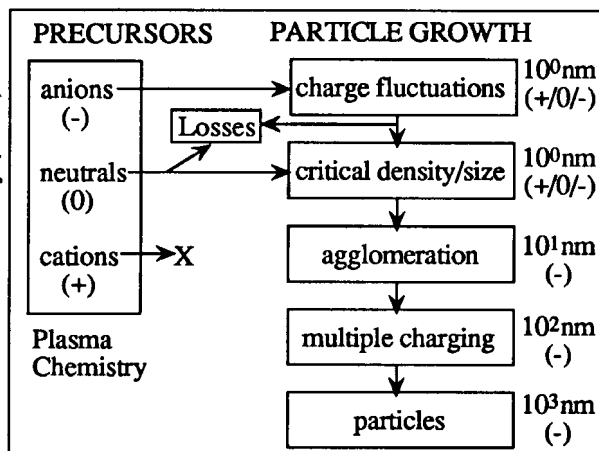 PRECURSORS
anions
(-)
neutrals
(0)
cations
(+)
Plasma
Chemistry
X
Losses
PARTICLE GROWTH
charge fluctuations
10⁰nm
(+/0/-)
critical density/size
10⁰nm
(+/0/-)
agglomeration
10¹nm
(-)
multiple charging
10²nm
(-)
particles
10³nm
(-)